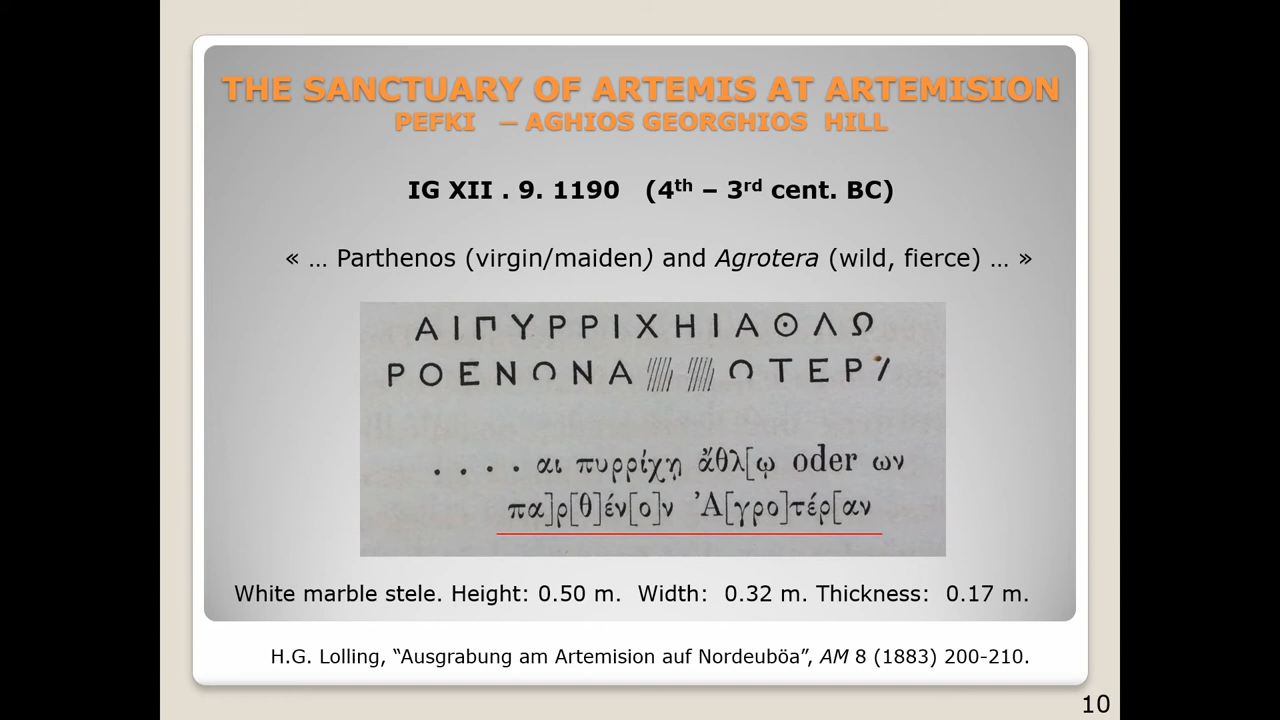 THE SANCTUARY OF ARTEMIS AT ARTEMISION
PEFKI – AGHIOS GEORGHIOS HILL
IG XII . 9. 1190 (4th – 3rd cent. BC)
« … Parthenos (virgin/maiden) and Agrotera (wild, fierce) … »
ΑΙΠΥΡΡΙΧΗΙΑΘΛΩ
ΡΟΕΝΟΝΑ ΟΤΕΡ
. . . . αι πυρρίχῃ ἄθλ[ῳ oder ων
πα]ρ[θ]έν[ο]ν Ἀ[γρο]τέρ[αν
White marble stele. Height: 0.50 m. Width: 0.32 m. Thickness: 0.17 m.
H.G. Lolling, “Ausgrabung am Artemision auf Nordeuböa”, AM 8 (1883) 200-210.
10